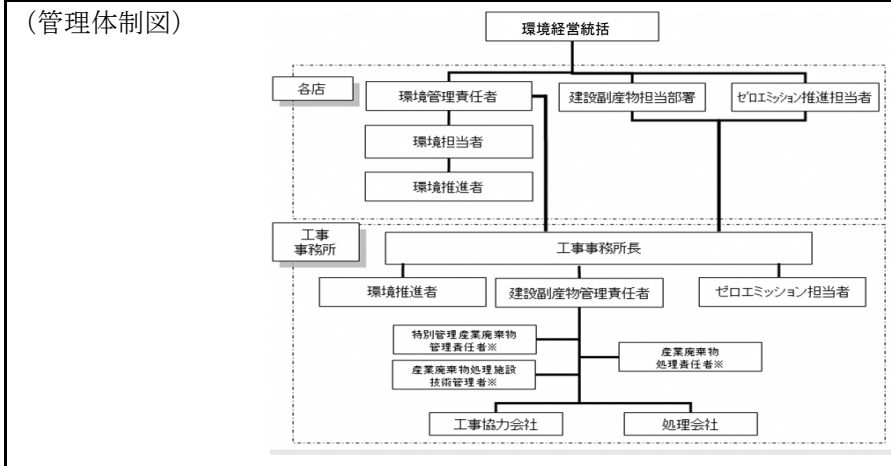 (管理体制図)
環境経営統括
各店
環境管理責任者
建設副産物担当部署
ｾﾞﾛｴﾐｯｼｮﾝ推進担当者
環境担当者
環境推進者
工事
事務所
工事事務所長
環境推進者
建設副産物管理責任者
ゼロエミッション担当者
特別管理産業廃棄物
管理責任者※
産業廃棄物
処理責任者※
産業廃棄物処理施設
技術管理者※
工事協力会社
処理会社